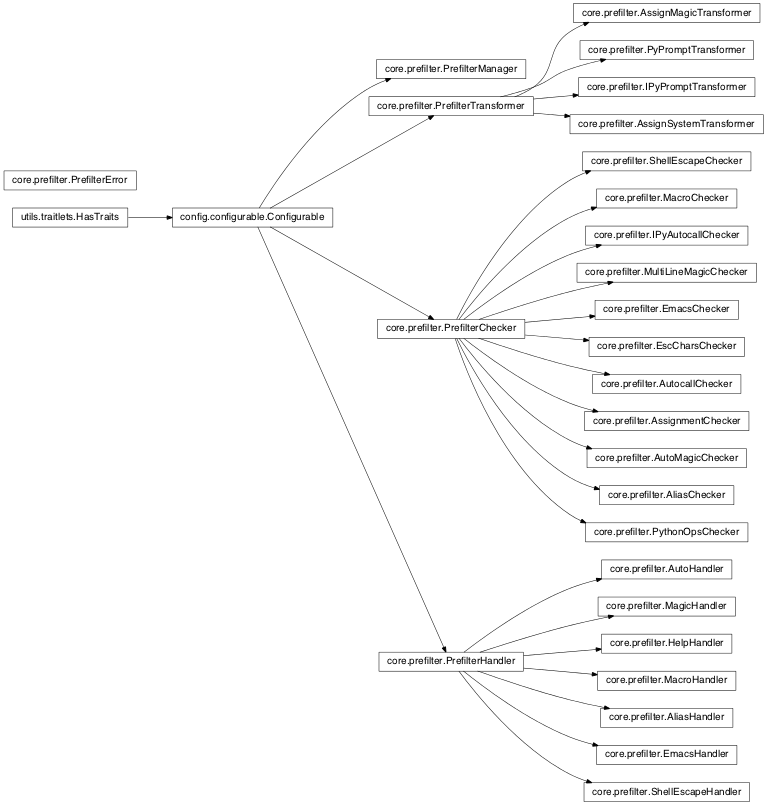 core.prefilter.AssignMagicTransformer
core.prefilter.PyPromptTransformer
core.prefilter.PrefilterManager
core.prefilter.IPyPromptTransformer
core.prefilter.PrefilterTransformer
core.prefilter.AssignSystemTransformer
core.prefilter.ShellEscapeChecker
core.prefilter.PrefilterError
core.prefilter.MacroChecker
utils.traitlets.HasTraits
config.configurable.Configurable
core.prefilter.IPyAutocallChecker
core.prefilter.MultiLineMagicChecker
core.prefilter.EmacsChecker
core.prefilter.PrefilterChecker
core.prefilter.EscCharsChecker
core.prefilter.AutocallChecker
core.prefilter.AssignmentChecker
core.prefilter.AutoMagicChecker
core.prefilter.AliasChecker
core.prefilter.PythonOpsChecker
core.prefilter.AutoHandler
core.prefilter.MagicHandler
core.prefilter.HelpHandler
core.prefilter.PrefilterHandler
core.prefilter.MacroHandler
core.prefilter.AliasHandler
core.prefilter.EmacsHandler
core.prefilter.ShellEscapeHandler